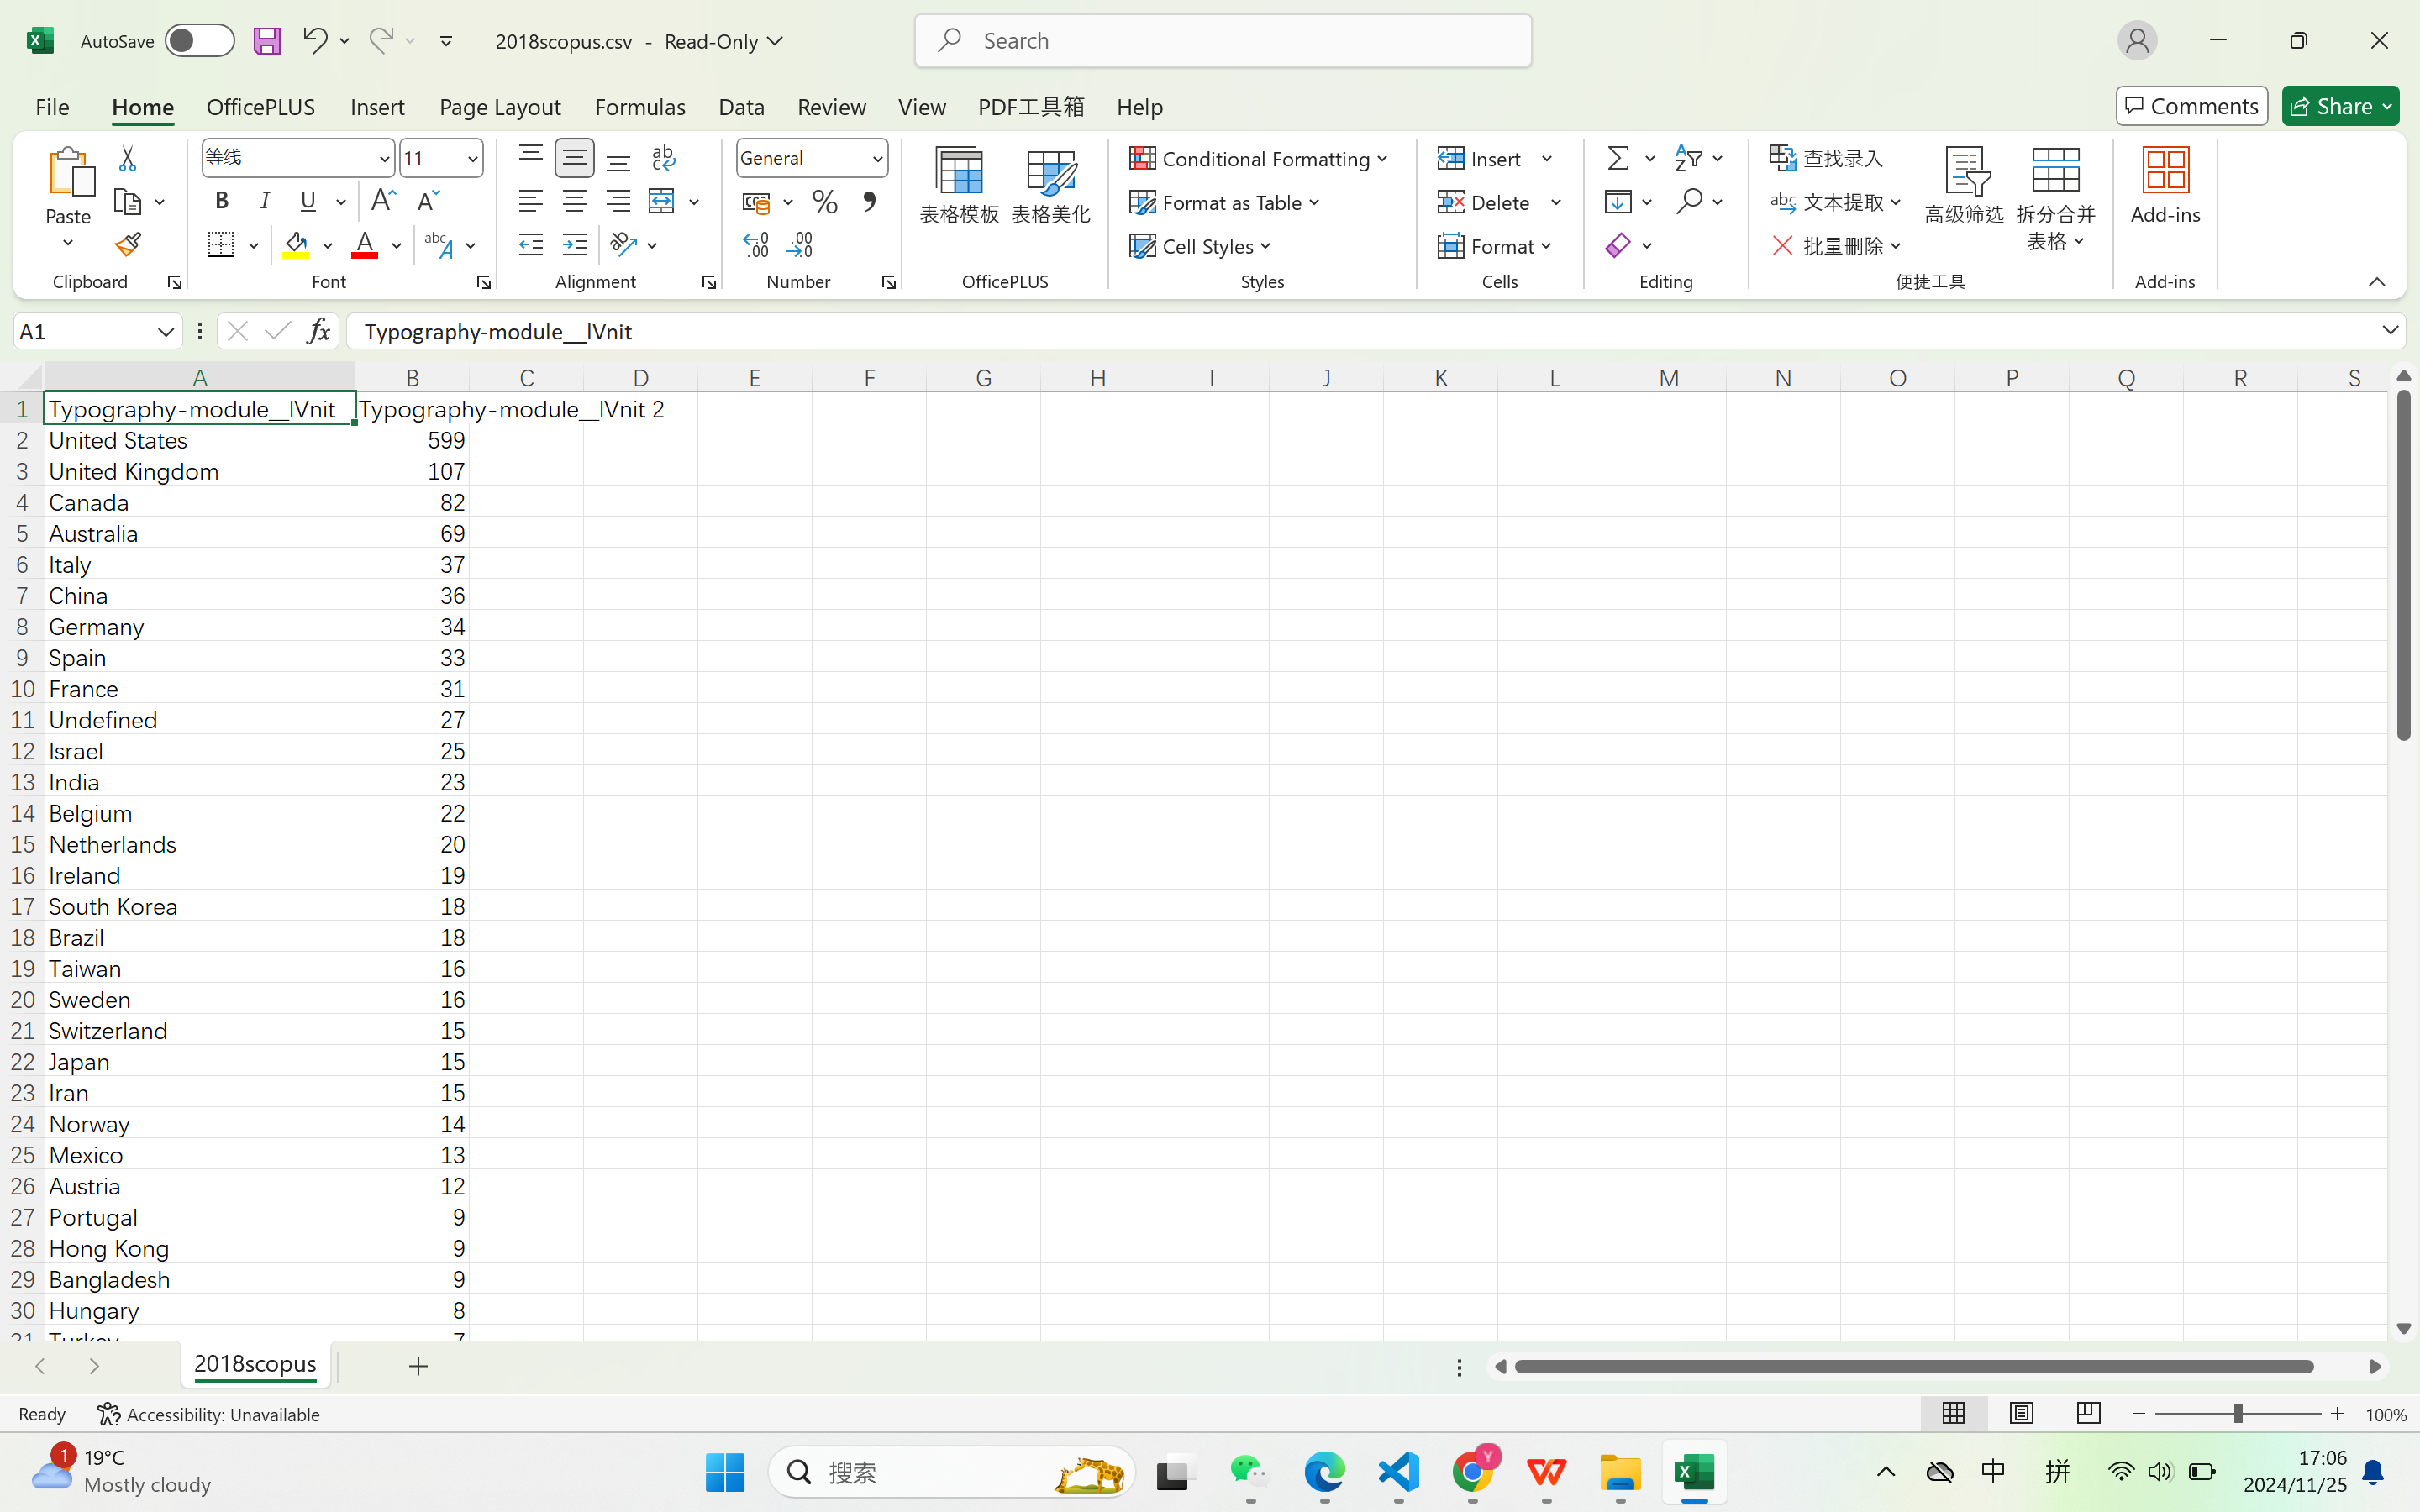 AutoSave 2018scopus.csv - Read-Only Search
File Home OfficePLUS Insert Page Layout Formulas Data Review View PDF工具箱 Help Comments Share
Paste
Clipboard
等线 11
B I U
Font
Alignment
General
Number
表格模板 表格美化
OfficePLUS
Conditional Formatting
Format as Table
Cell Styles
Styles
Insert
Delete
Format
Cells
Editing
查找录入
文本提取
批量删除
高级筛选 拆分合并
表格
便捷工具
Add-ins
Add-ins
A1 fx Typography-module__lVnit
A B C D E F G H I J K L M N O P Q R S
1 Typography-module__lVnit Typography-module__lVnit 2
2 United States 599
3 United Kingdom 107
4 Canada 82
5 Australia 69
6 Italy 37
7 China 36
8 Germany 34
9 Spain 33
10 France 31
11 Undefined 27
12 Israel 25
13 India 23
14 Belgium 22
15 Netherlands 20
16 Ireland 19
17 South Korea 18
18 Brazil 18
19 Taiwan 16
20 Sweden 16
21 Switzerland 15
22 Japan 15
23 Iran 15
24 Norway 14
25 Mexico 13
26 Austria 12
27 Portugal 9
28 Hong Kong 9
29 Bangladesh 9
30 Hungary 8
31 Turkey 7
2018scopus
Ready Accessibility: Unavailable 100%
1 19°C
Mostly cloudy
搜索
Y
中 拼
17:06
2024/11/25